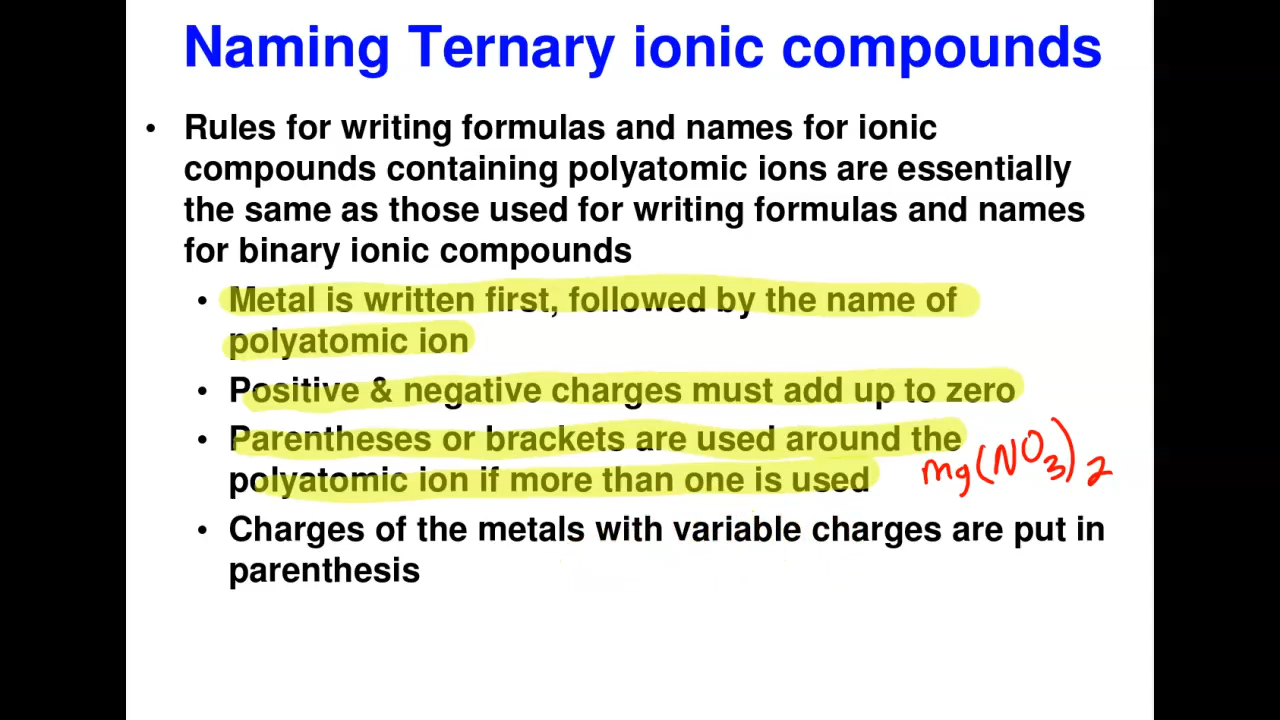 Naming Ternary ionic compounds
• Rules for writing formulas and names for ionic
compounds containing polyatomic ions are essentially
the same as those used for writing formulas and names
for binary ionic compounds
• Metal is written first, followed by the name of
polyatomic ion
• Positive & negative charges must add up to zero
• Parentheses or brackets are used around the
polyatomic ion if more than one is used
mg(NO3)2
• Charges of the metals with variable charges are put in
parenthesis